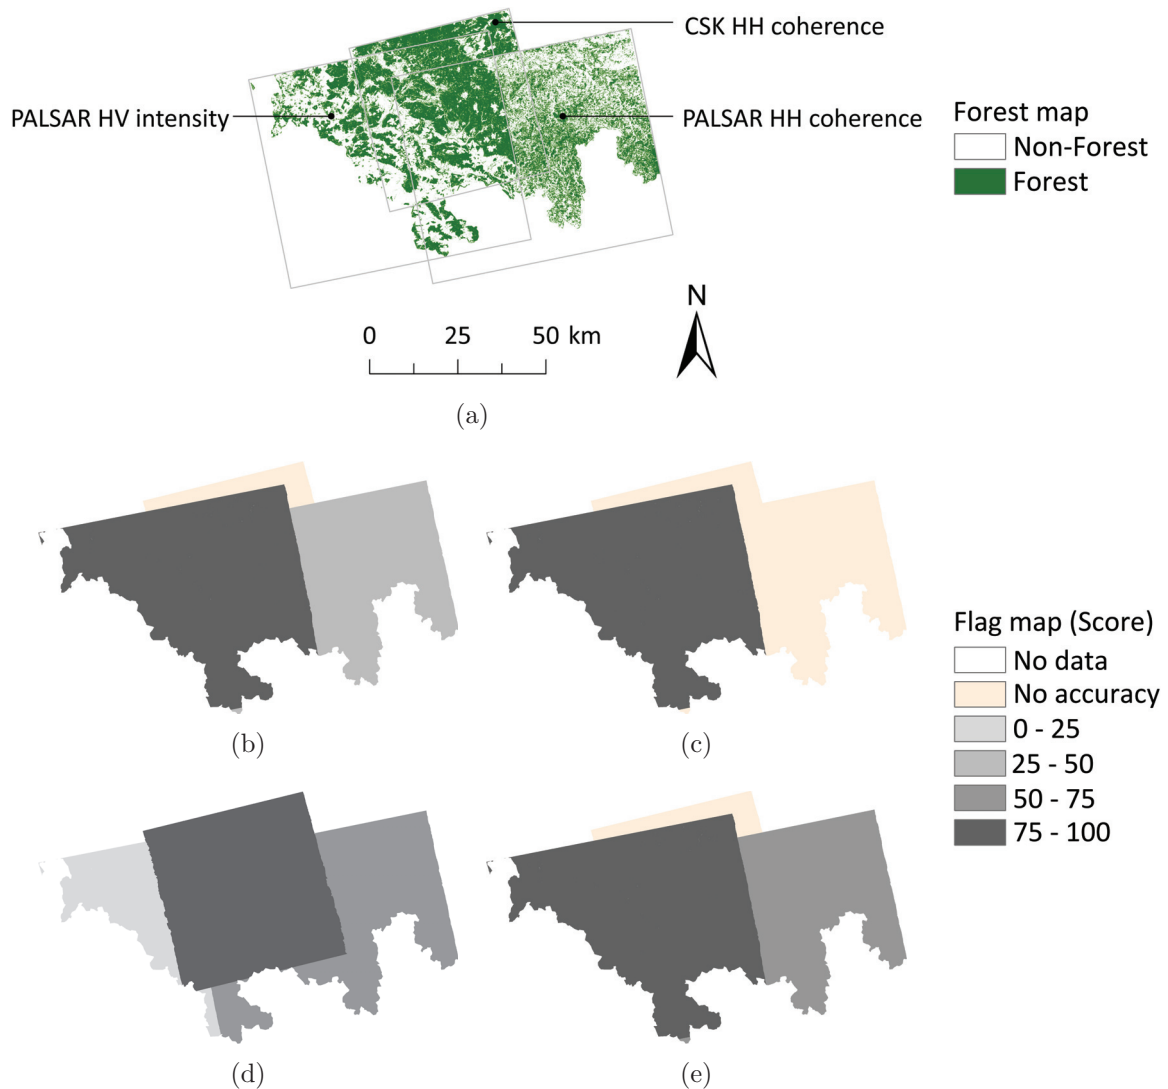 CSK HH coherence
PALSAR HV intensity
PALSAR HH coherence
Forest map
Non-Forest
Forest
N
0 25 50 km
(a)
(b)
(c)
Flag map (Score)
No data
No accuracy
0 - 25
25 - 50
50 - 75
75 - 100
(d)
(e)